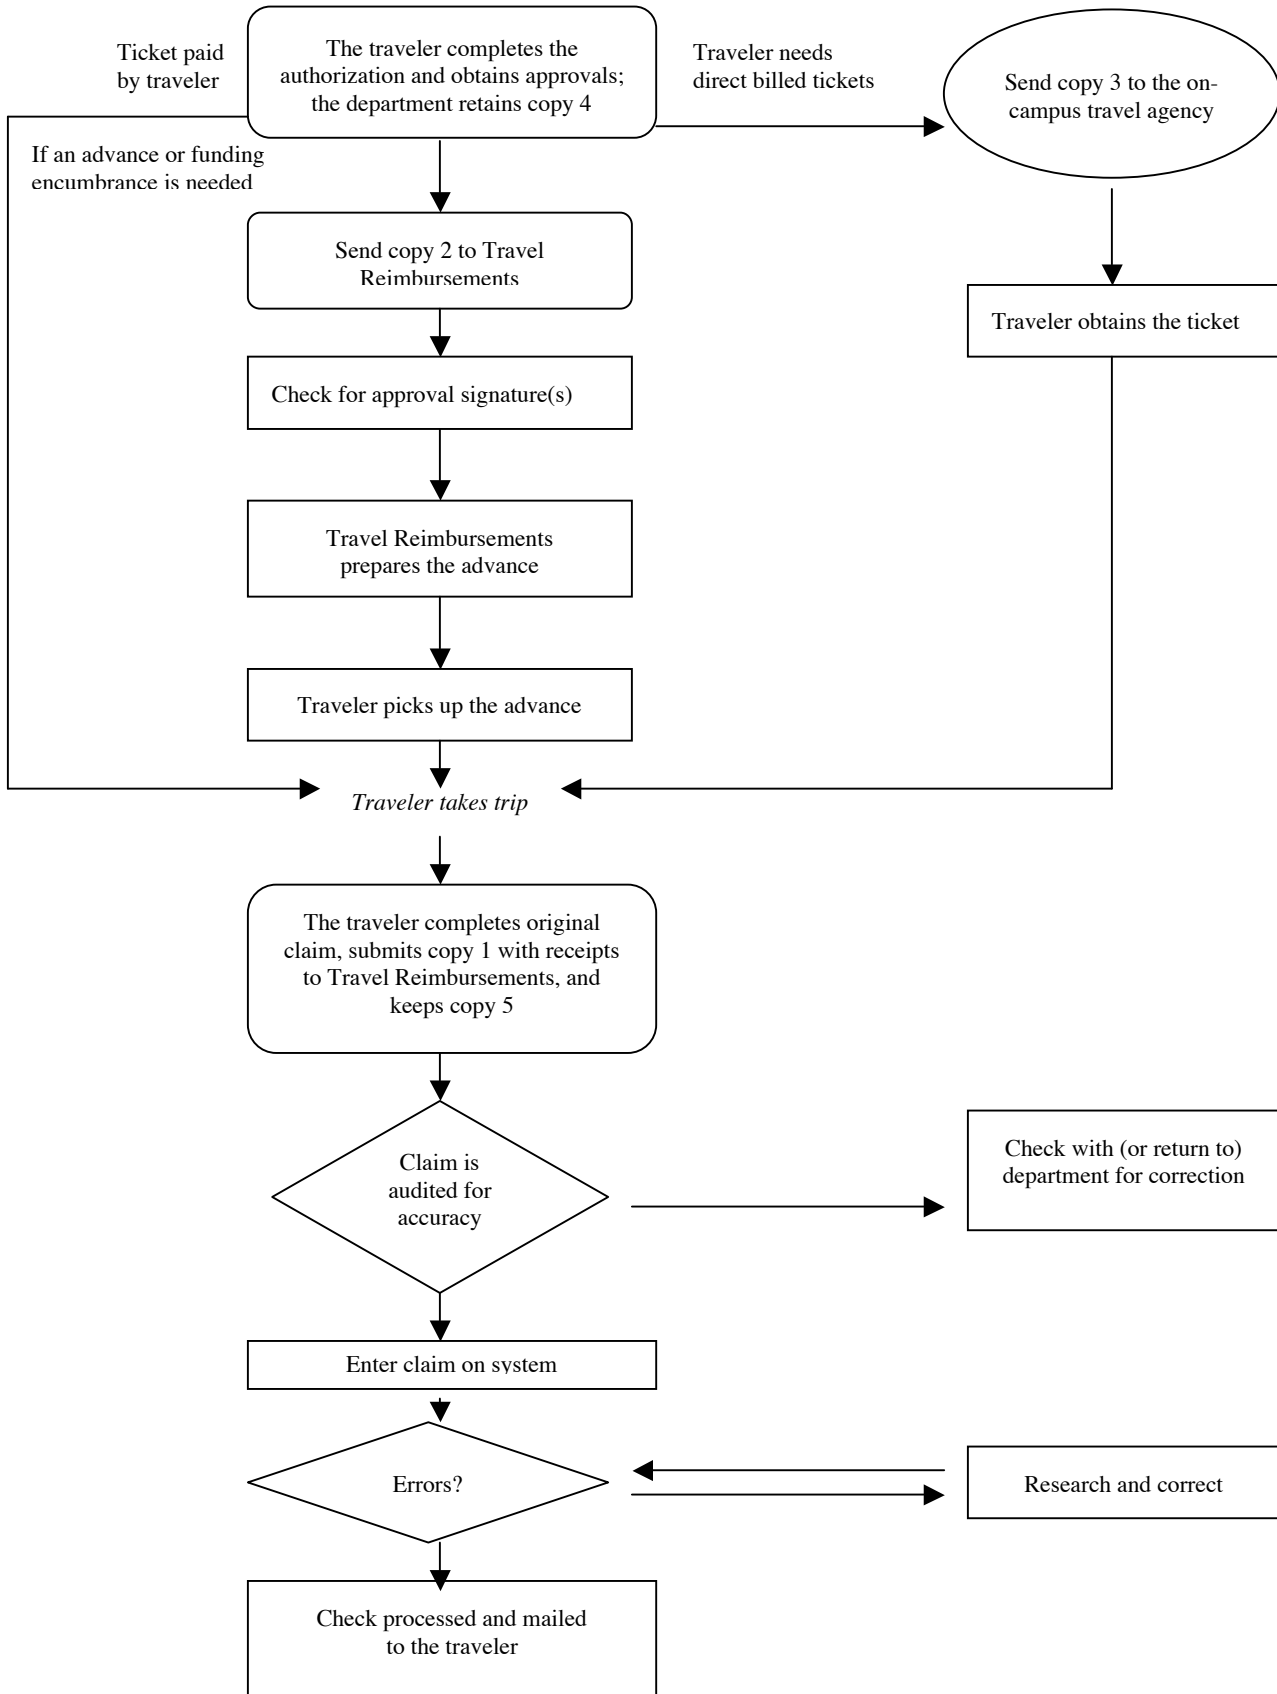 Ticket paid
by traveler
The traveler completes the
authorization and obtains approvals;
the department retains copy 4
Traveler needs
direct billed tickets
Send copy 3 to the on-
campus travel agency
If an advance or funding
encumbrance is needed
Send copy 2 to Travel
Reimbursements
Traveler obtains the ticket
Check for approval signature(s)
Travel Reimbursements
prepares the advance
Traveler picks up the advance
Traveler takes trip
The traveler completes original
claim, submits copy 1 with receipts
to Travel Reimbursements, and
keeps copy 5
Claim is
audited for
accuracy
Check with (or return to)
department for correction
Enter claim on system
Errors?
Research and correct
Check processed and mailed
to the traveler